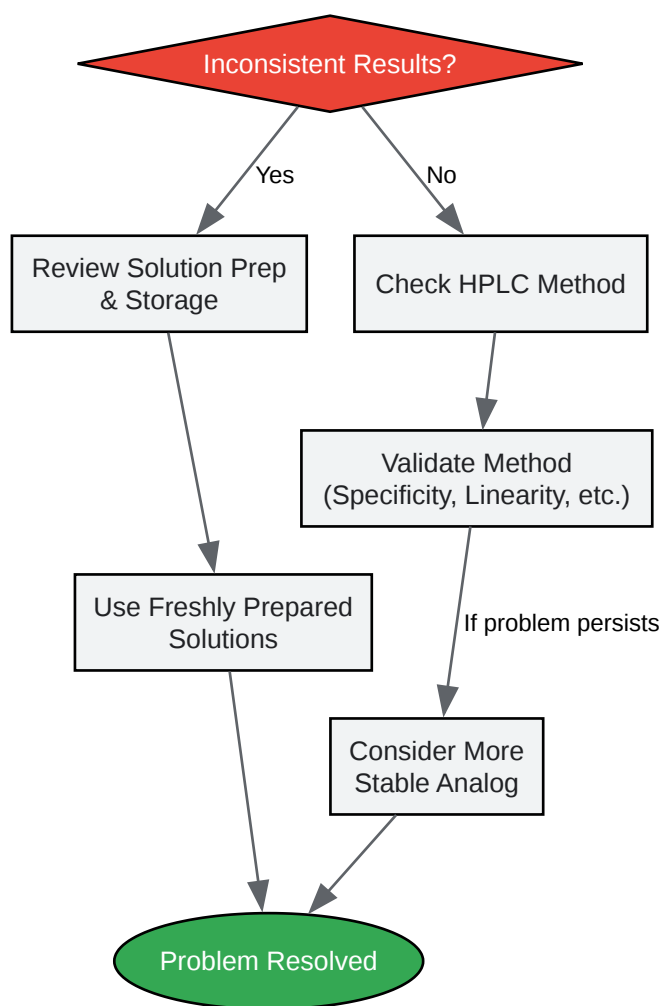 Inconsistent Results?
Yes
No
Review Solution Prep
& Storage
Check HPLC Method
Validate Method
(Specificity, Linearity, etc.)
Use Freshly Prepared
Solutions
If problem persists
Consider More
Stable Analog
Problem Resolved